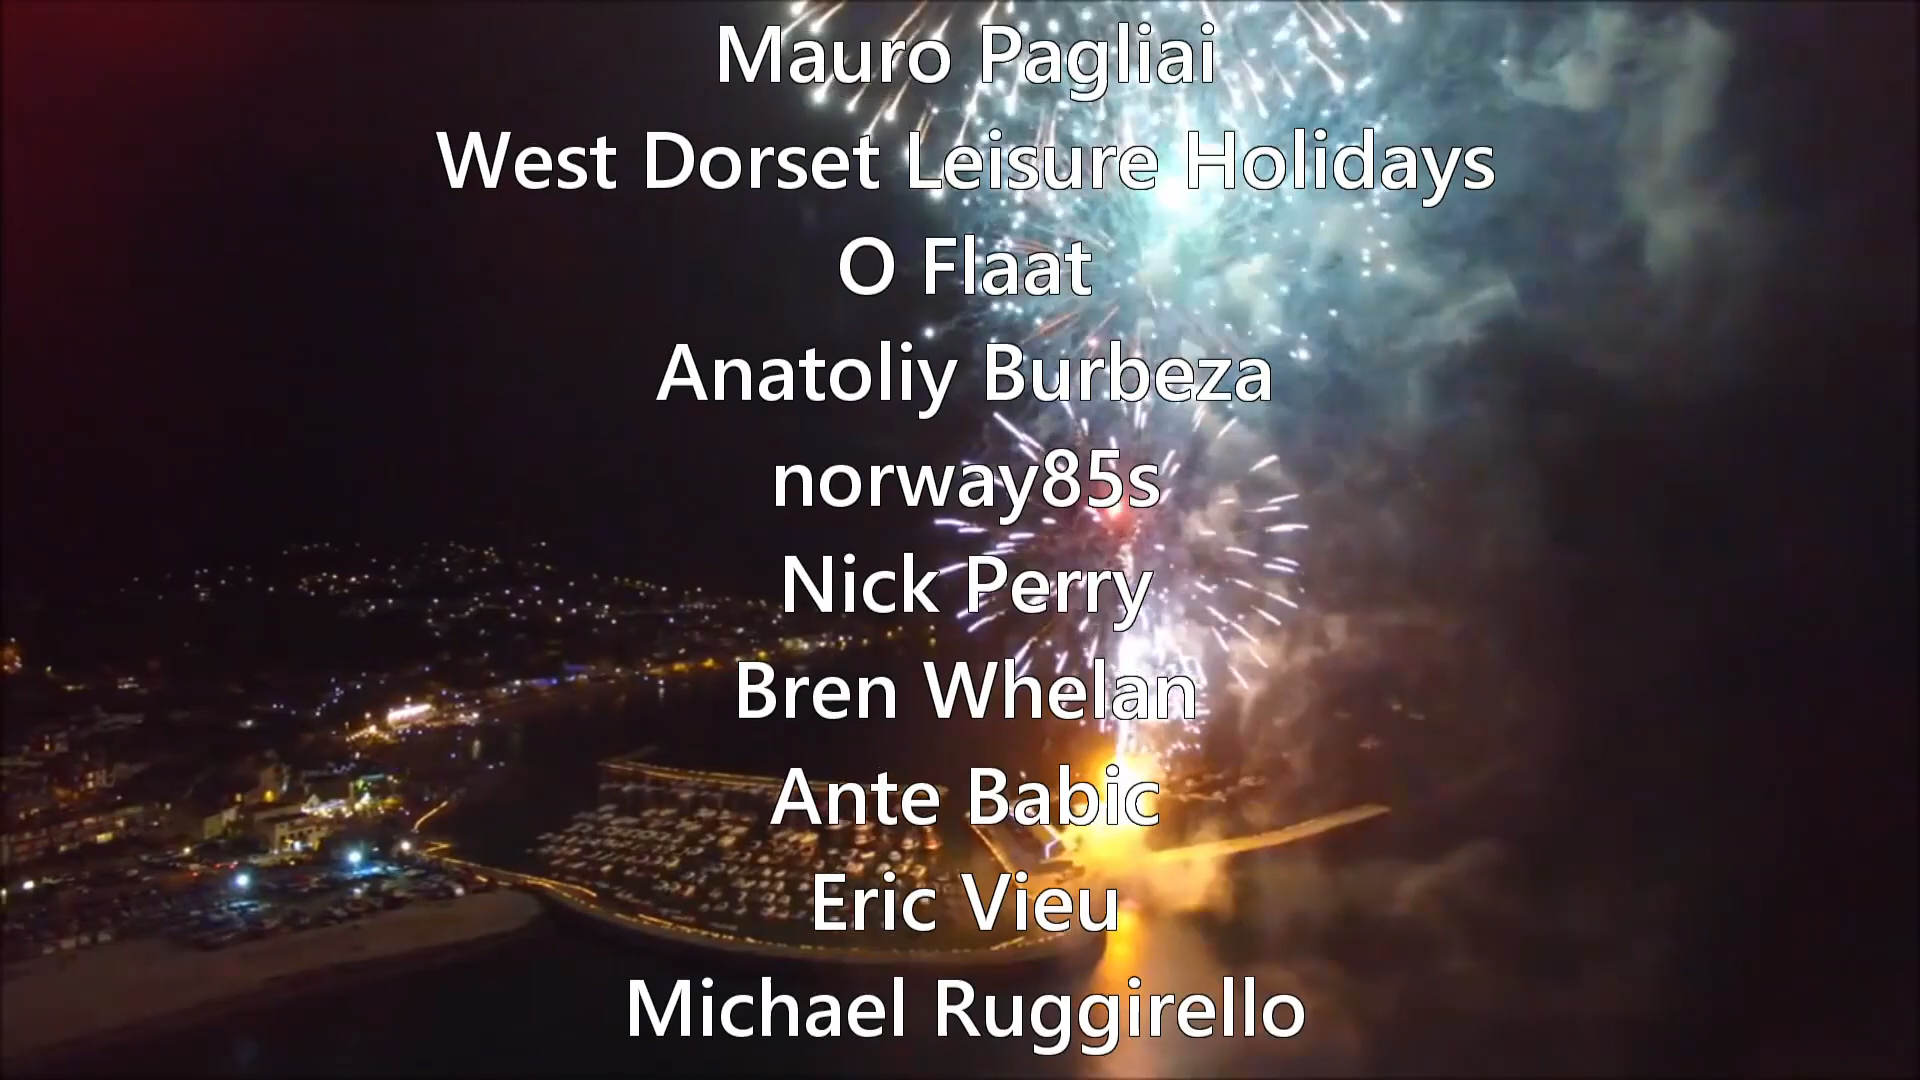 Mauro Pagliai
West Dorset Leisure Holidays
O Flaat
Anatoliy Burbeza
norway85s
Nick Perry
Bren Whelan
Ante Babic
Eric Vieu
Michael Ruggirello